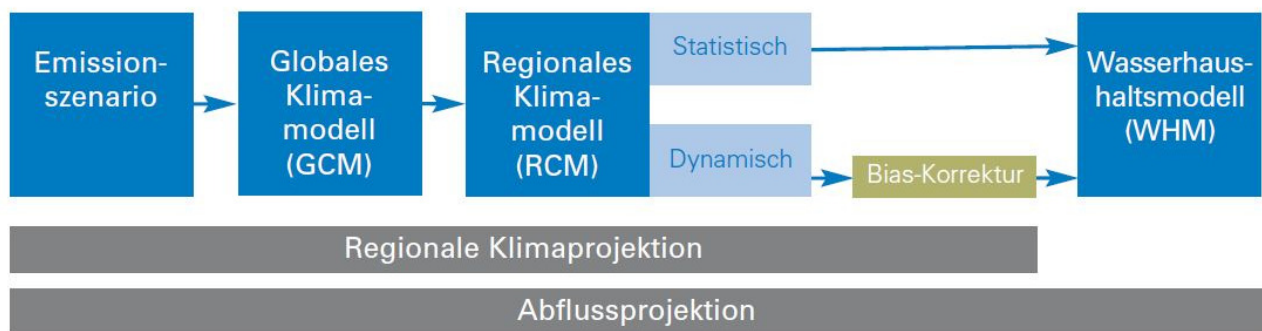 Emission-
szenario
Globales
Klima-
modell
(GCM)
Regionales
Klima-
modell
(RCM)
Statistisch
Dynamisch
Bias-Korrektur
Wasserhaus-
haltsmodell
(WHM)
Regionale Klimaprojektion
Abflussprojektion